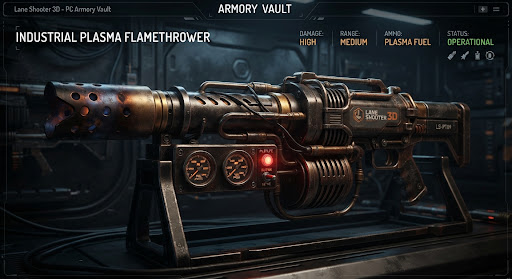 Lane Shooter 3D - PC Armory Vault
ARMORY VAULT
INDUSTRIAL PLASMA FLAMETHROWER
DAMAGE:
HIGH
RANGE:
MEDIUM
AMMO:
PLASMA FUEL
STATUS:
OPERATIONAL
LANE
SHOOTER 3D